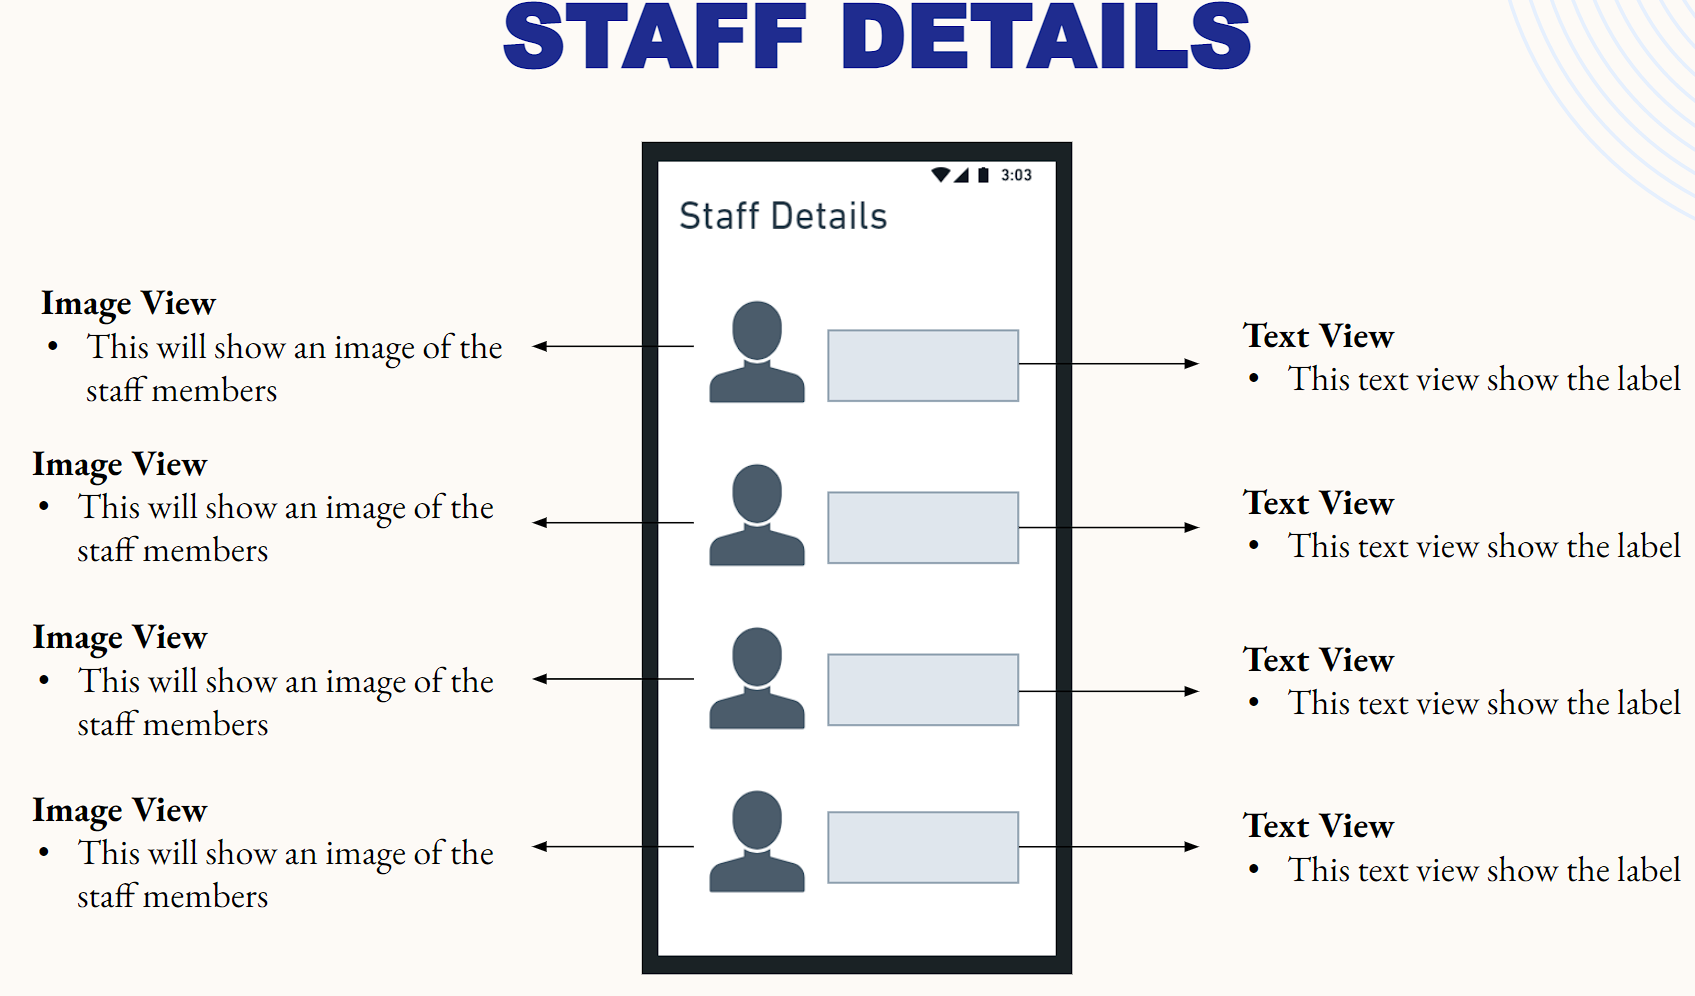 STAFF DETAILS
3:03
Staff Details
Image View
• This will show an image of the
staff members
Text View
• This text view show the label
Image View
• This will show an image of the
staff members
Text View
• This text view show the label
Image View
• This will show an image of the
staff members
Text View
• This text view show the label
Image View
• This will show an image of the
staff members
Text View
• This text view show the label